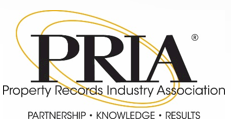 PRIA®
Property Records Industry Association
PARTNERSHIP • KNOWLEDGE • RESULTS